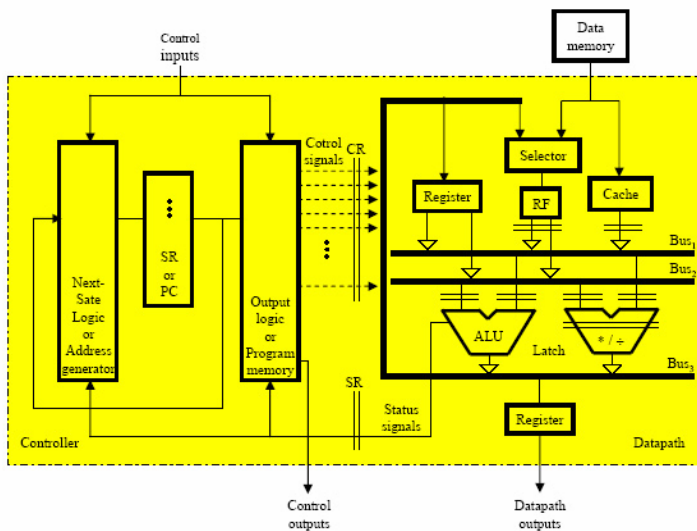 Control
inputs
Data
memory
Cotrol
signals
CR
Selector
Register
RF
Cache
Bus1
Bus2
SR
or
PC
Next-
Sate
Logic
or
Address
generator
Output
logic
or
Program
memory
ALU
* / ÷
Latch
Bus3
SR
Status
signals
Register
Controller
Datapath
Control
outputs
Datapath
outputs